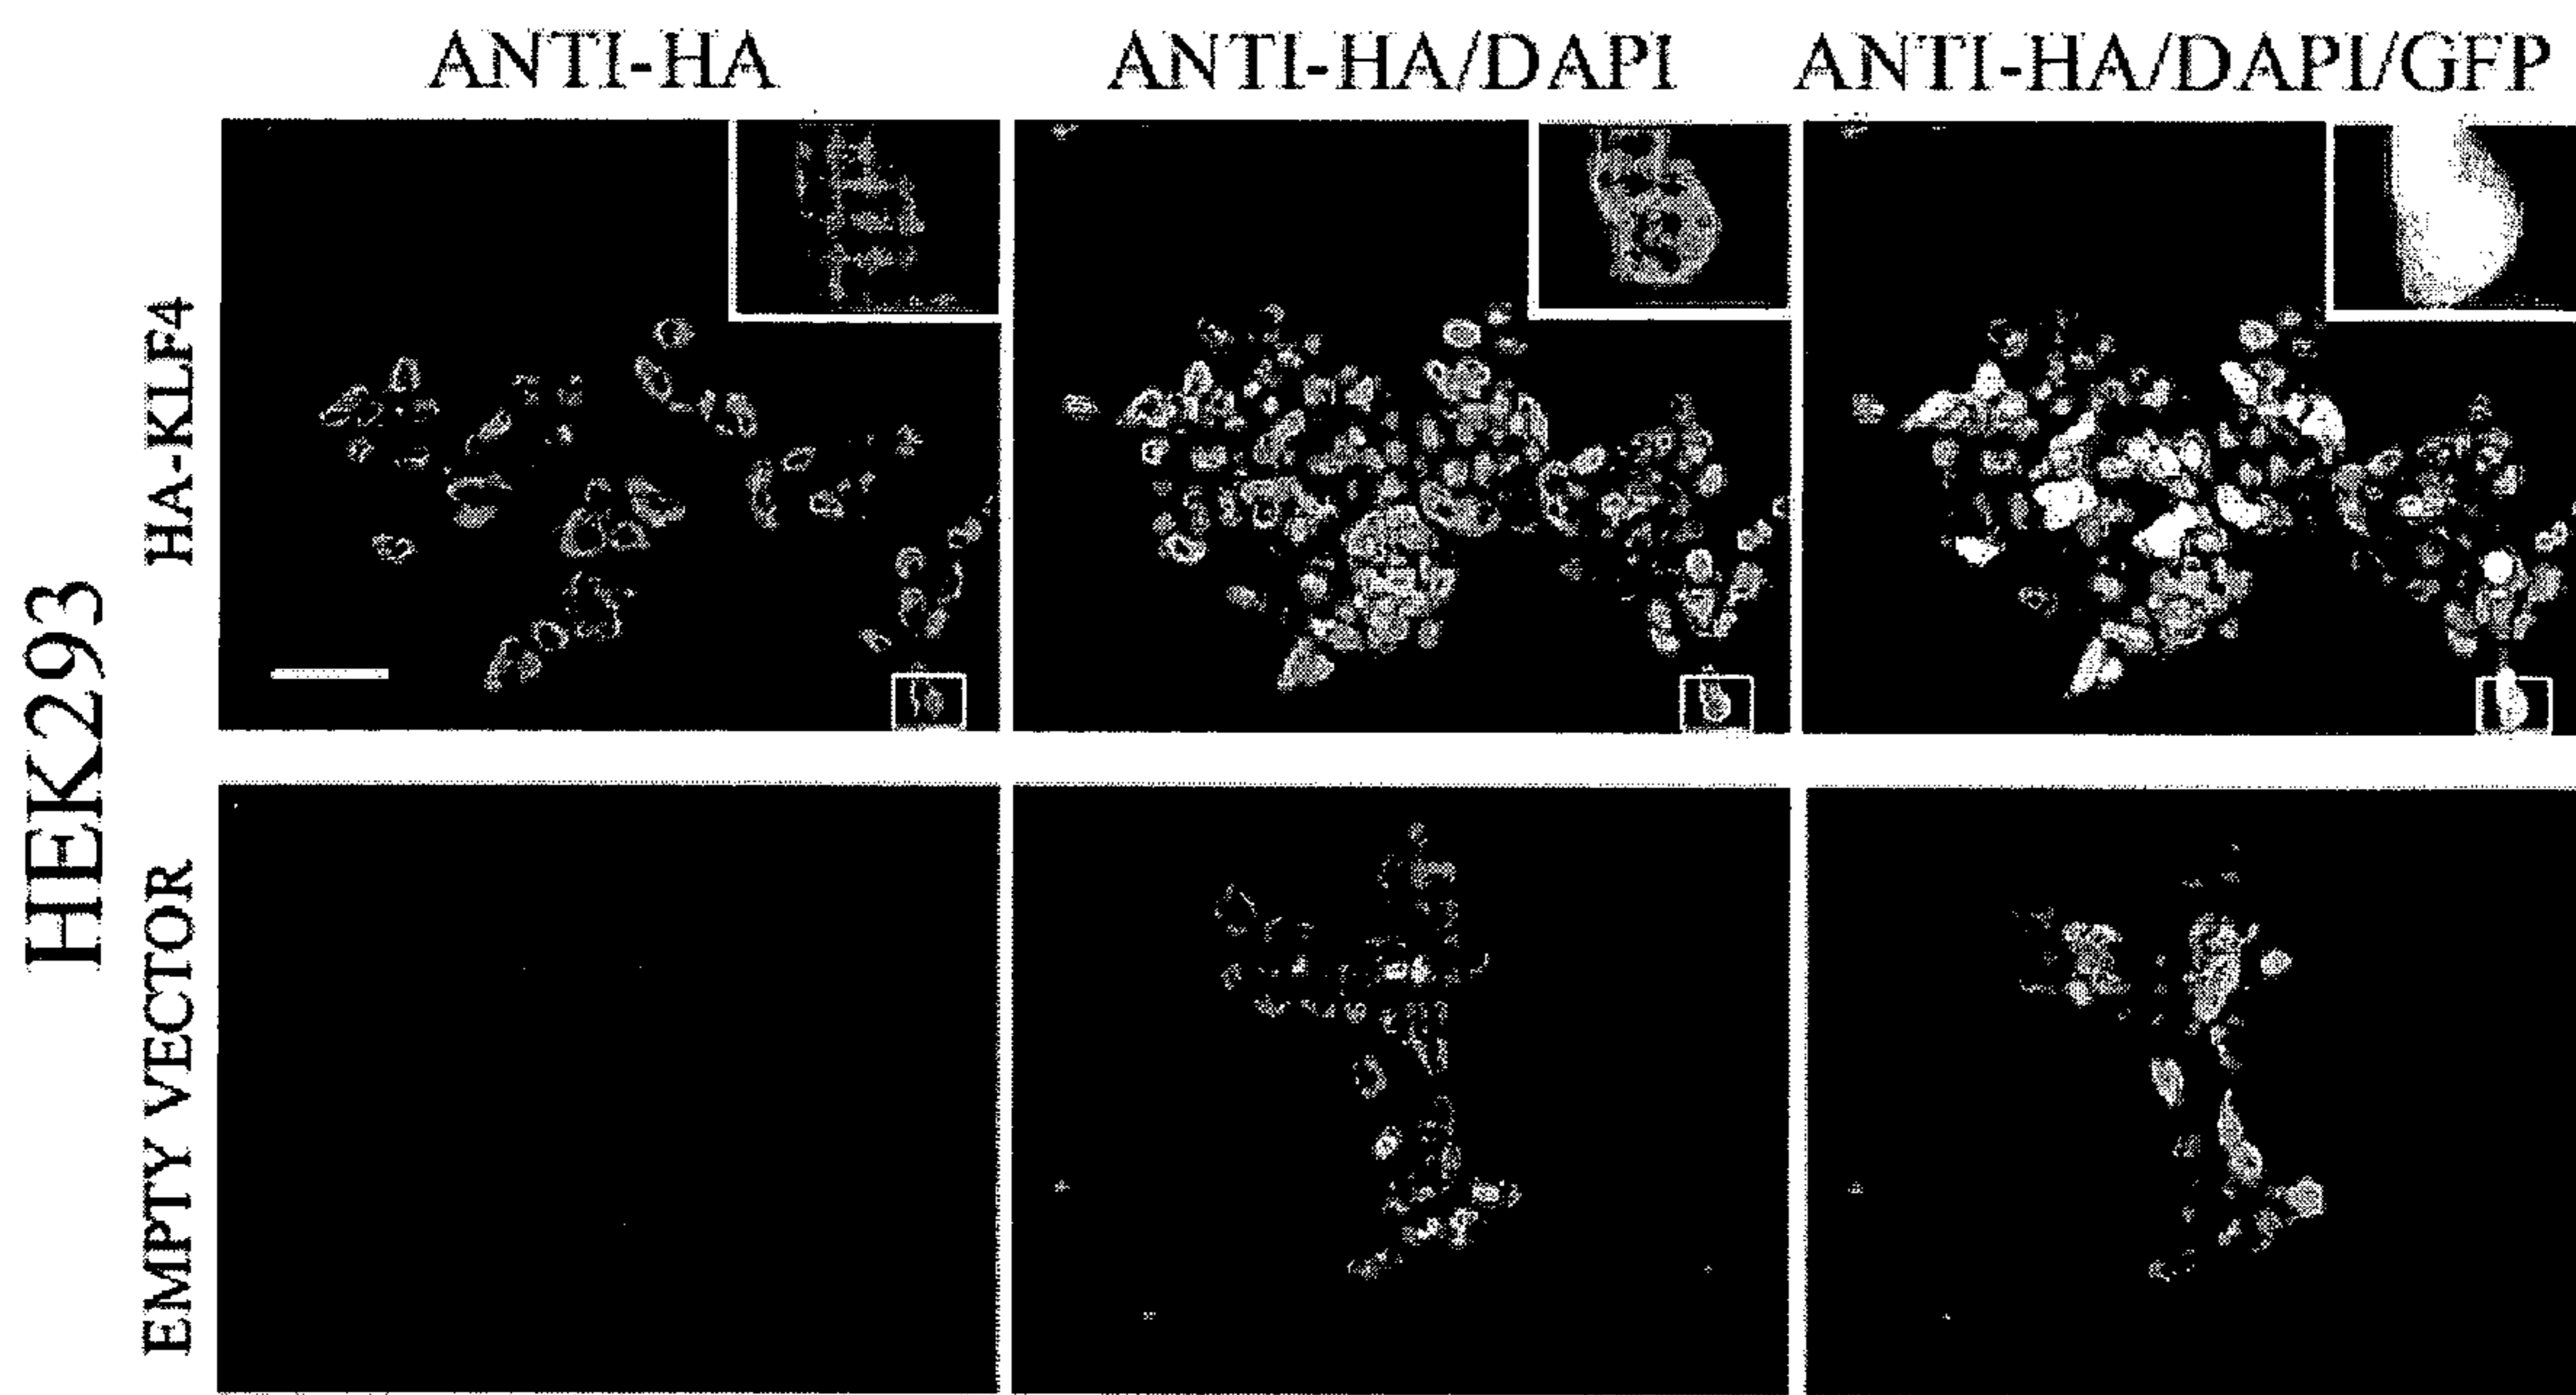 ANTI-HA
ANTI-HA/DAPI
ANTI-HA/DAPI/GFP
HEK293
HA-KLF4
EMPTY VECTOR